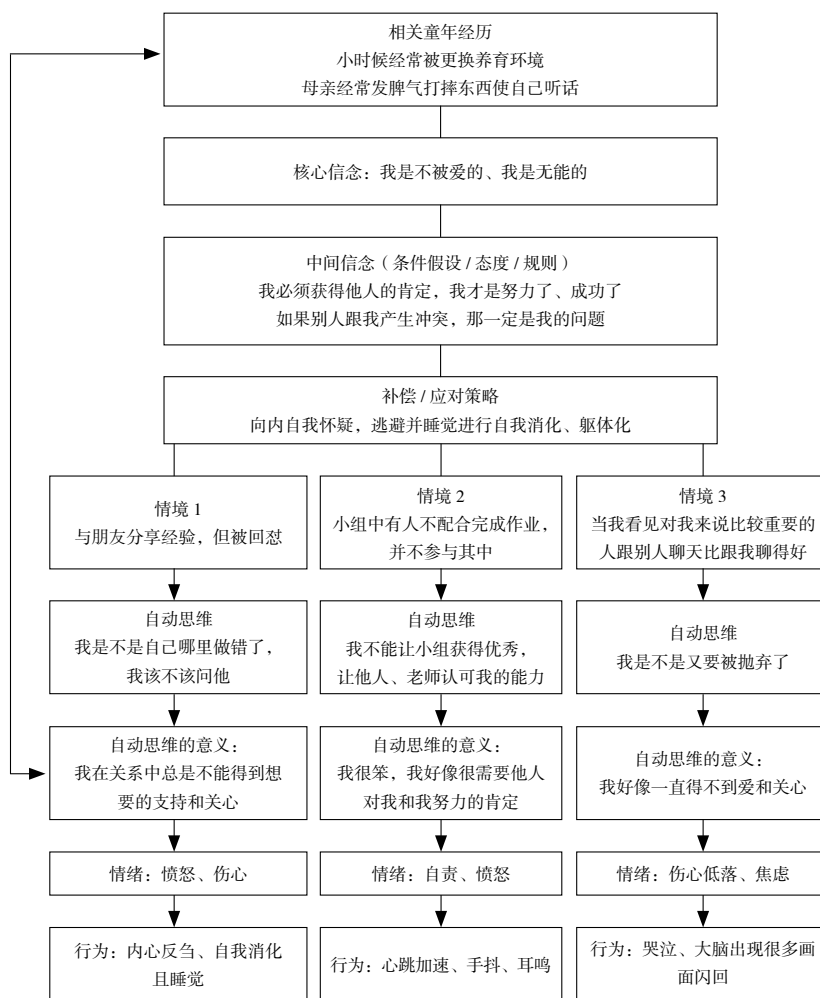 相关童年经历
小时候经常被更换养育环境
母亲经常发脾气打摔东西使自己听话
核心信念：我是不被爱的、我是无能的
中间信念（条件假设 / 态度 / 规则）
我必须获得他人的肯定，我才是努力了、成功了
如果别人跟我产生冲突，那一定是我的问题
补偿 / 应对策略
向内自我怀疑，逃避并睡觉进行自我消化、躯体化
情境 1
与朋友分享经验，但被回怼
自动思维
我是不是自己哪里做错了，
我该不该问他
自动思维的意义：
我在关系中总是不能得到想
要的支持和关心
情绪：愤怒、伤心
行为：内心反刍、自我消化
且睡觉
情境 2
小组中有人不配合完成作业，
并不参与其中
自动思维
我不能让小组获得优秀，
让他人、老师认可我的能力
自动思维的意义：
我很笨，我好像很需要他人
对我和我努力的肯定
情绪：自责、愤怒
行为：心跳加速、手抖、耳鸣
情境 3
当我看见对我来说比较重要的
人跟别人聊天比跟我聊得好
自动思维
我是不是又要被抛弃了
自动思维的意义：
我好像一直得不到爱和关心
情绪：伤心低落、焦虑
行为：哭泣、大脑出现很多画
面闪回